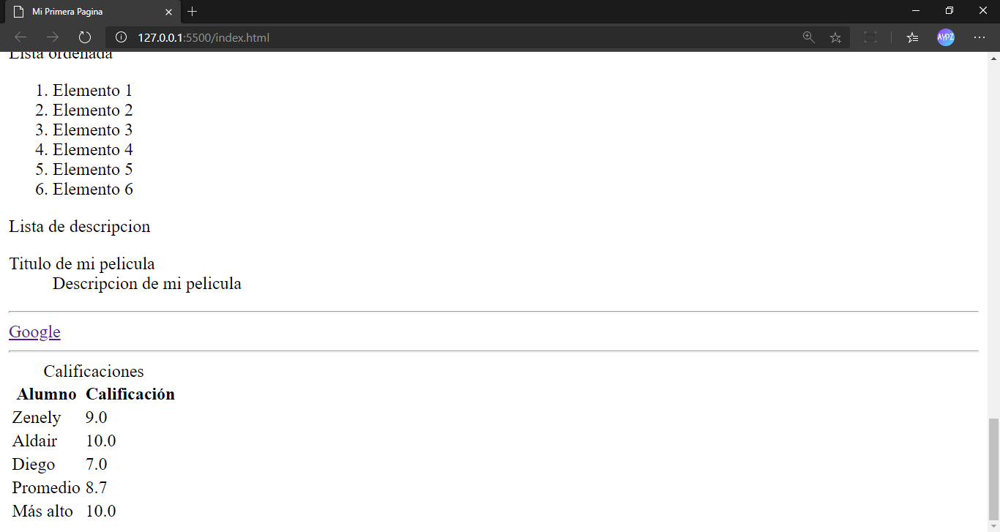 Mi Primera Pagina
127.0.0.1:5500/index.html
AYPZ
Lista ordenada
1. Elemento 1
2. Elemento 2
3. Elemento 3
4. Elemento 4
5. Elemento 5
6. Elemento 6
Lista de descripcion
Titulo de mi pelicula
Descripcion de mi pelicula
Google
Calificaciones
Alumno Calificación
Zenely 9.0
Aldair 10.0
Diego 7.0
Promedio 8.7
Más alto 10.0